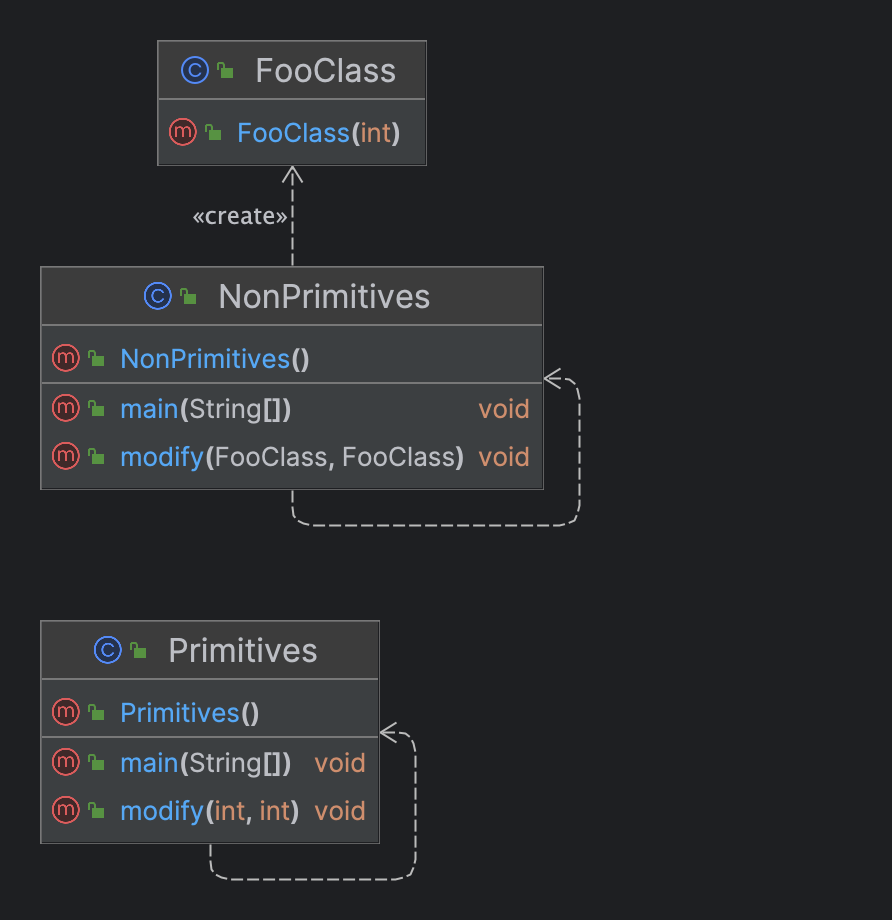 C FooClass
m FooClass(int)
«create»
C NonPrimitives
m NonPrimitives()
m main(String[]) void
m modify(FooClass, FooClass) void
C Primitives
m Primitives()
m main(String[]) void
m modify(int, int) void